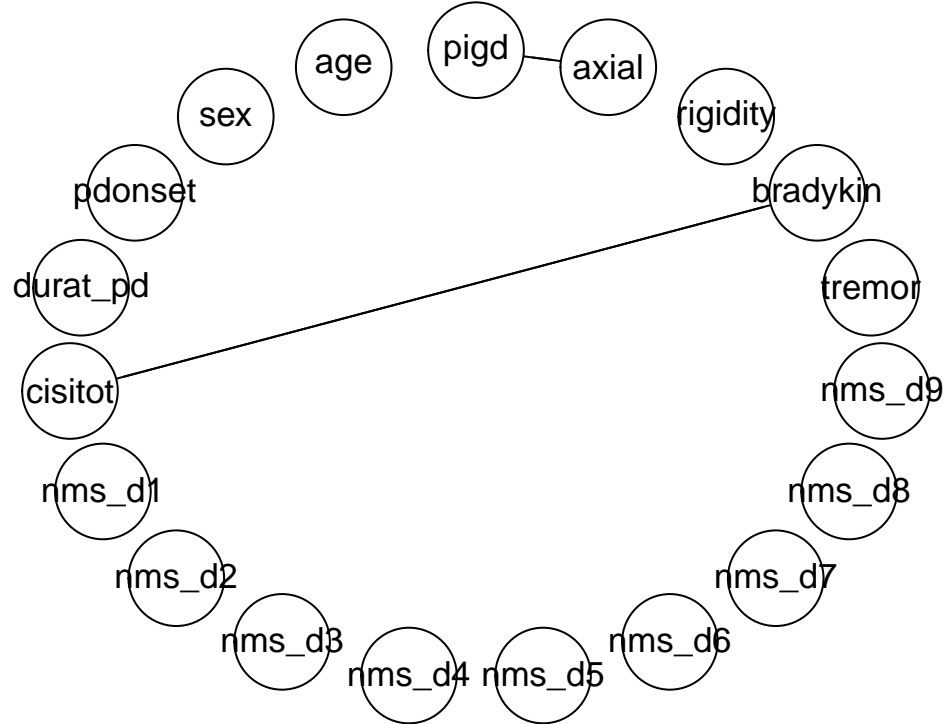 pigd
age
axial
sex
rigidity
pdonset
bradykin
durat_pd
tremor
cisitot
nms_d9
nms_d1
nms_d8
nms_d2
nms_d7
nms_d3
nms_d6
nms_d4
nms_d5